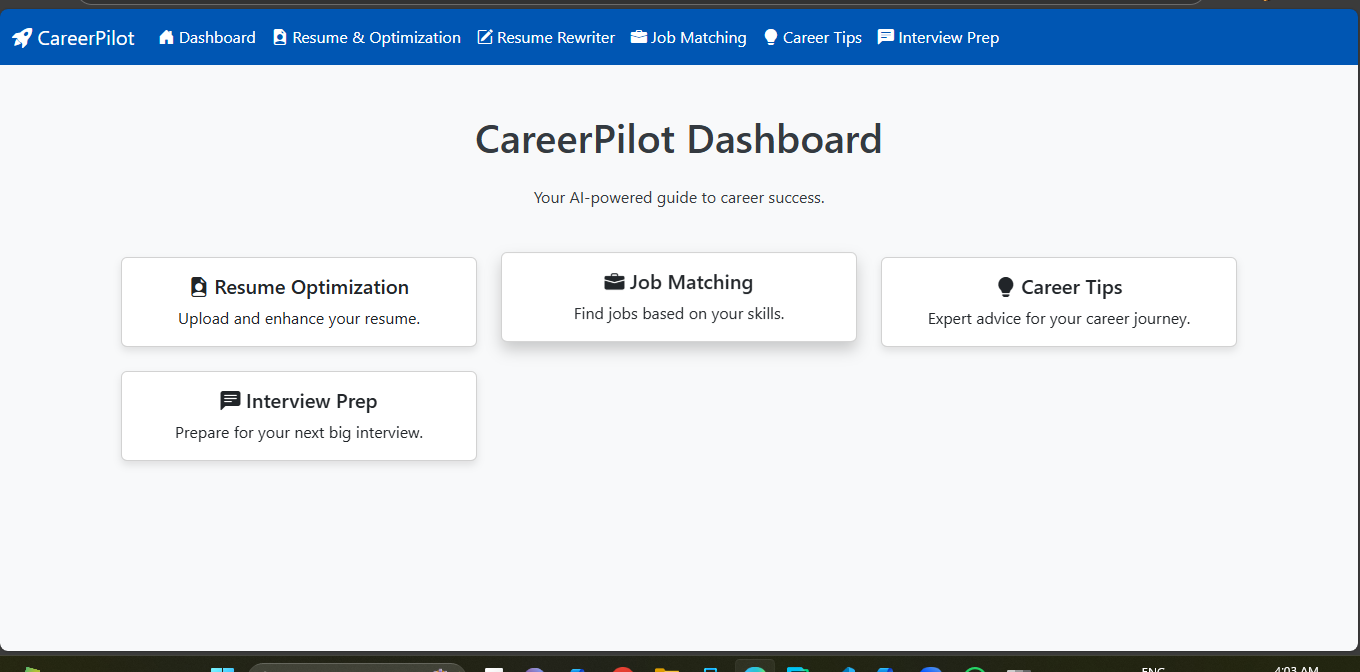 CareerPilot Dashboard Resume & Optimization Resume Rewriter Job Matching Career Tips Interview Prep
CareerPilot Dashboard
Your AI-powered guide to career success.
Resume Optimization
Upload and enhance your resume.
Job Matching
Find jobs based on your skills.
Career Tips
Expert advice for your career journey.
Interview Prep
Prepare for your next big interview.
ENG
4:03 AM